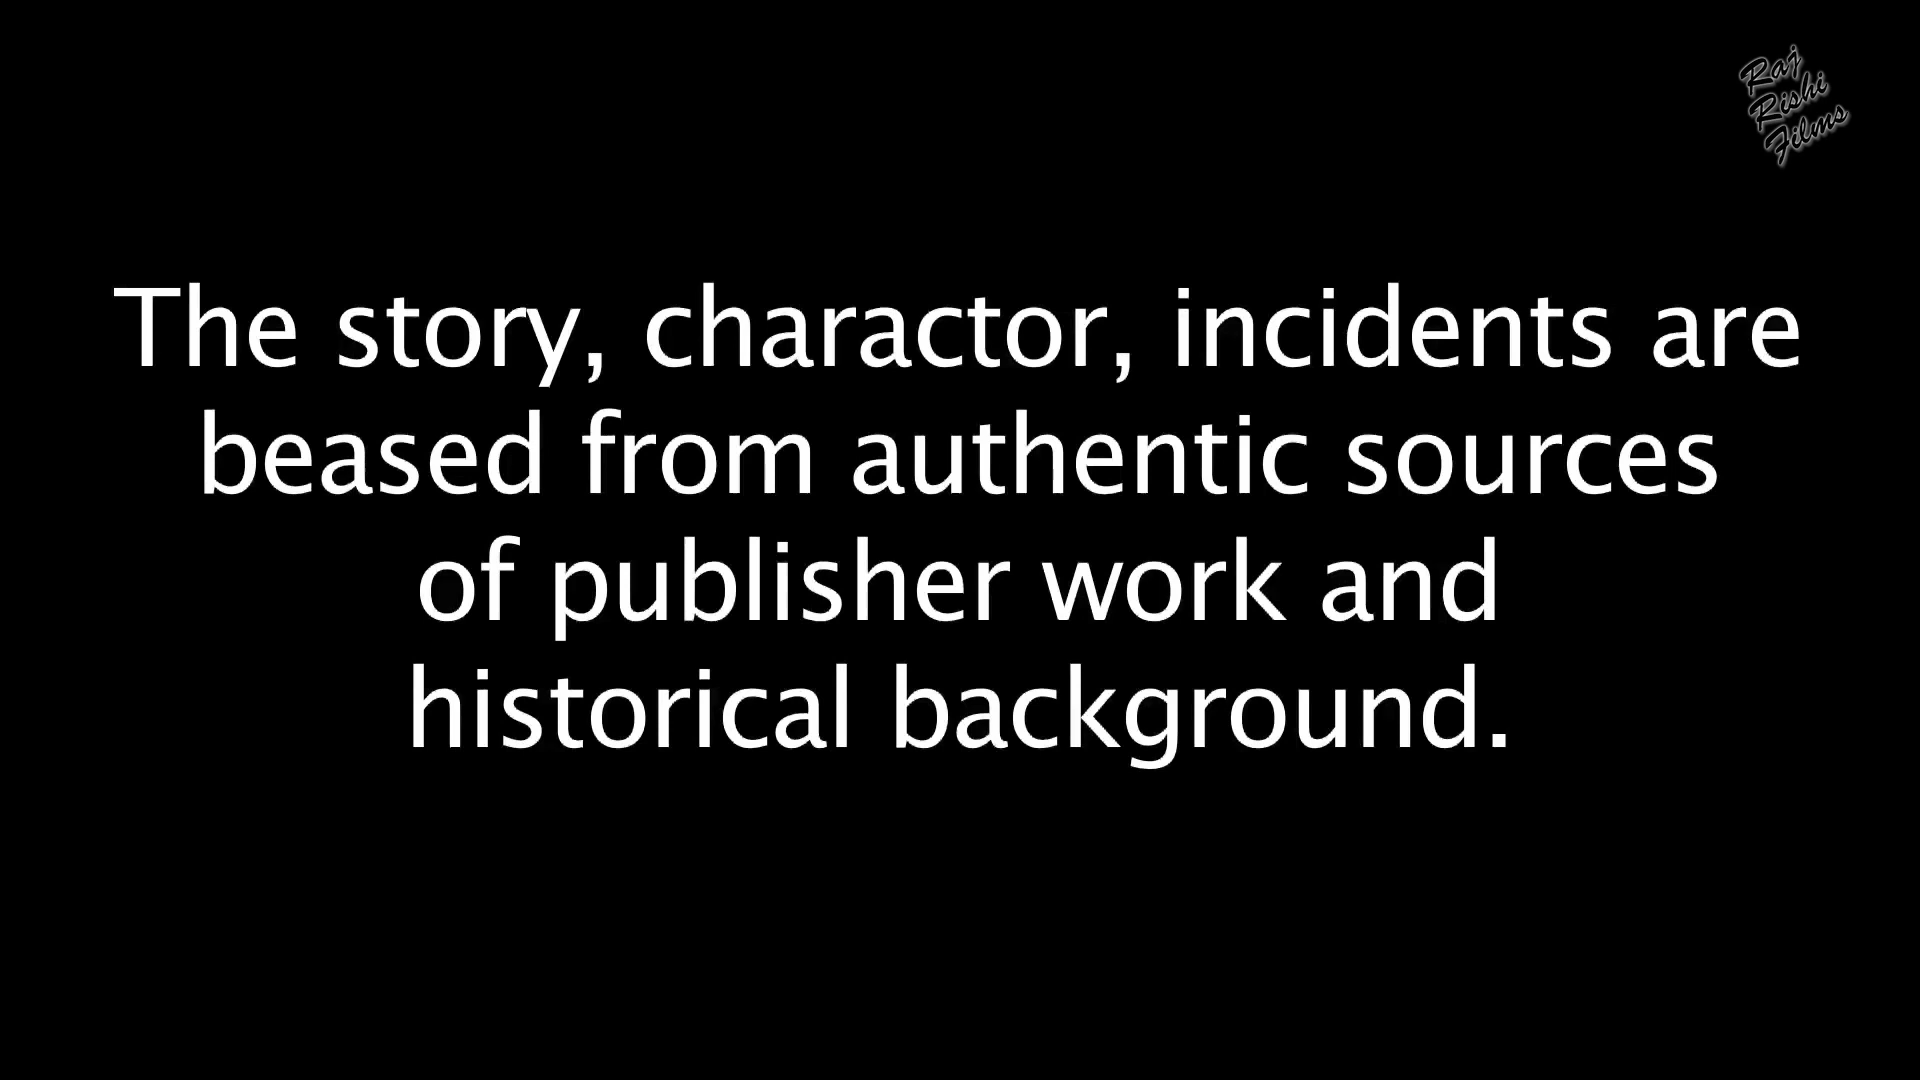 Raj
Rishi
Films
The story, charactor, incidents are
beased from authentic sources
of publisher work and
historical background.